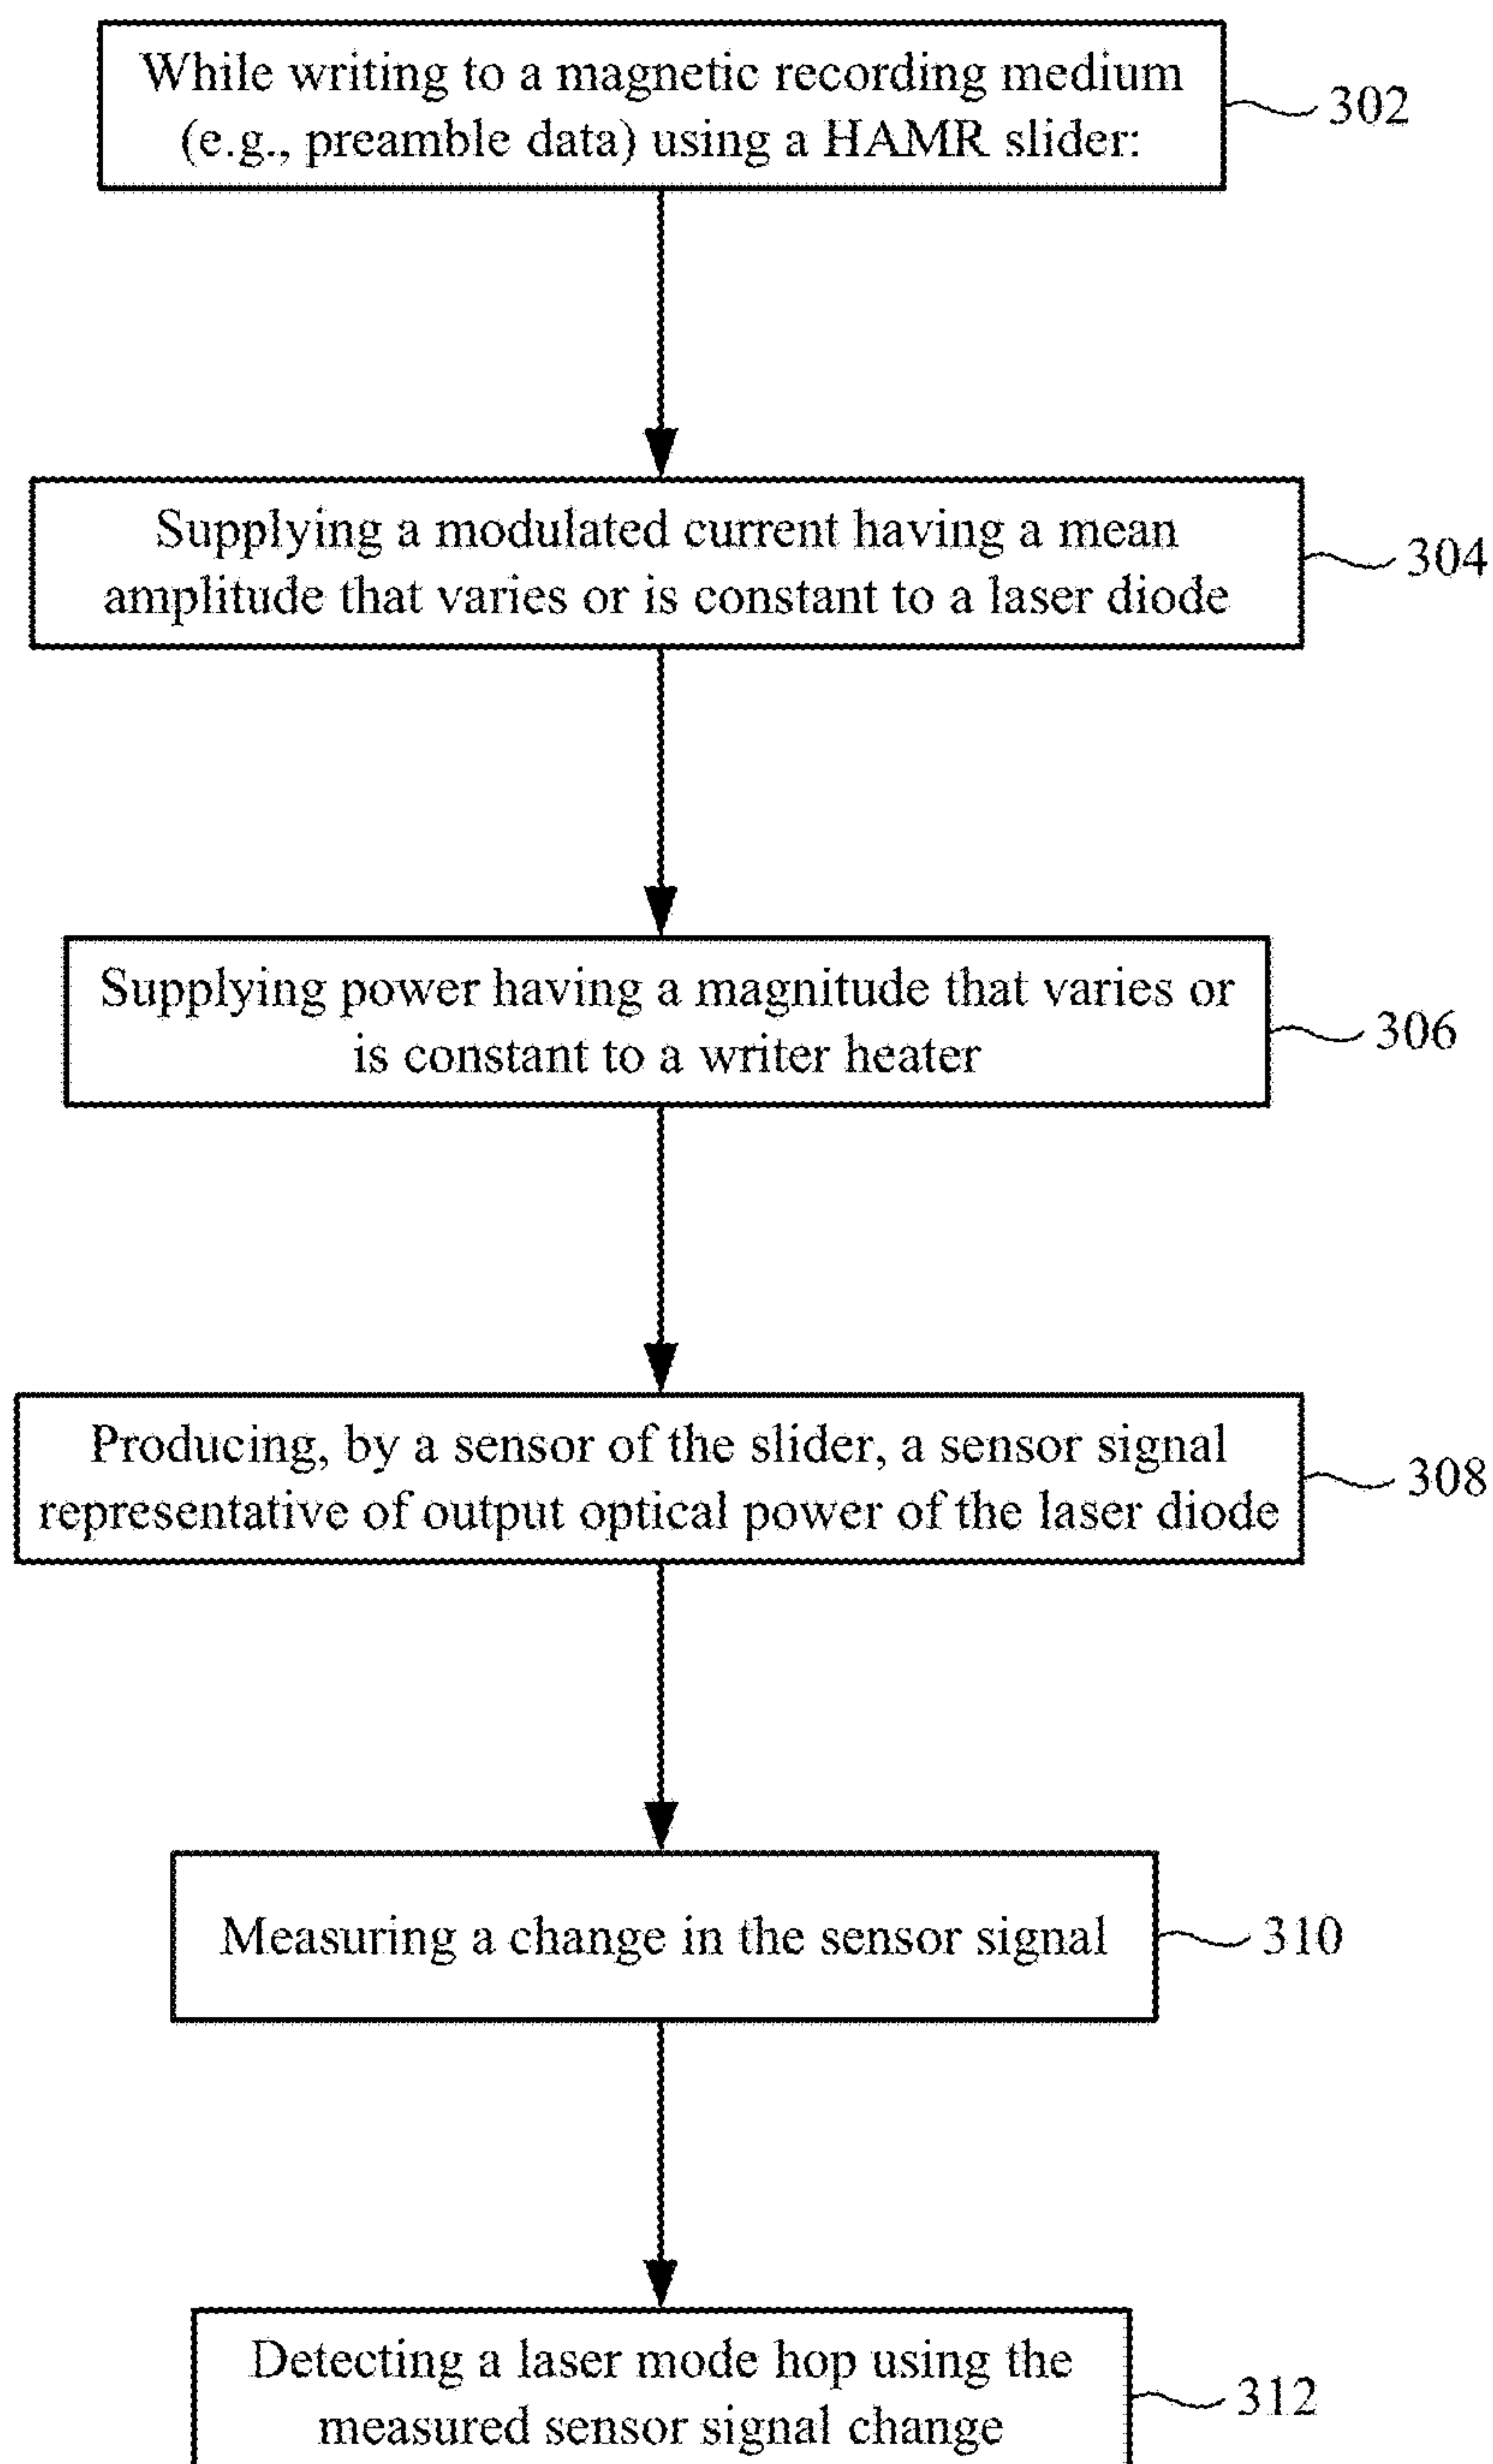 While writing to a magnetic recording medium
(e.g., preamble data) using a HAMR slider:
302
Supplying a modulated current having a mean
amplitude that varies or is constant to a laser diode
304
Supplying power having a magnitude that varies or
is constant to a writer heater
306
Producing, by a sensor of the slider, a sensor signal
representative of output optical power of the laser diode
308
Measuring a change in the sensor signal
310
Detecting a laser mode hop using the
measured sensor signal change
312